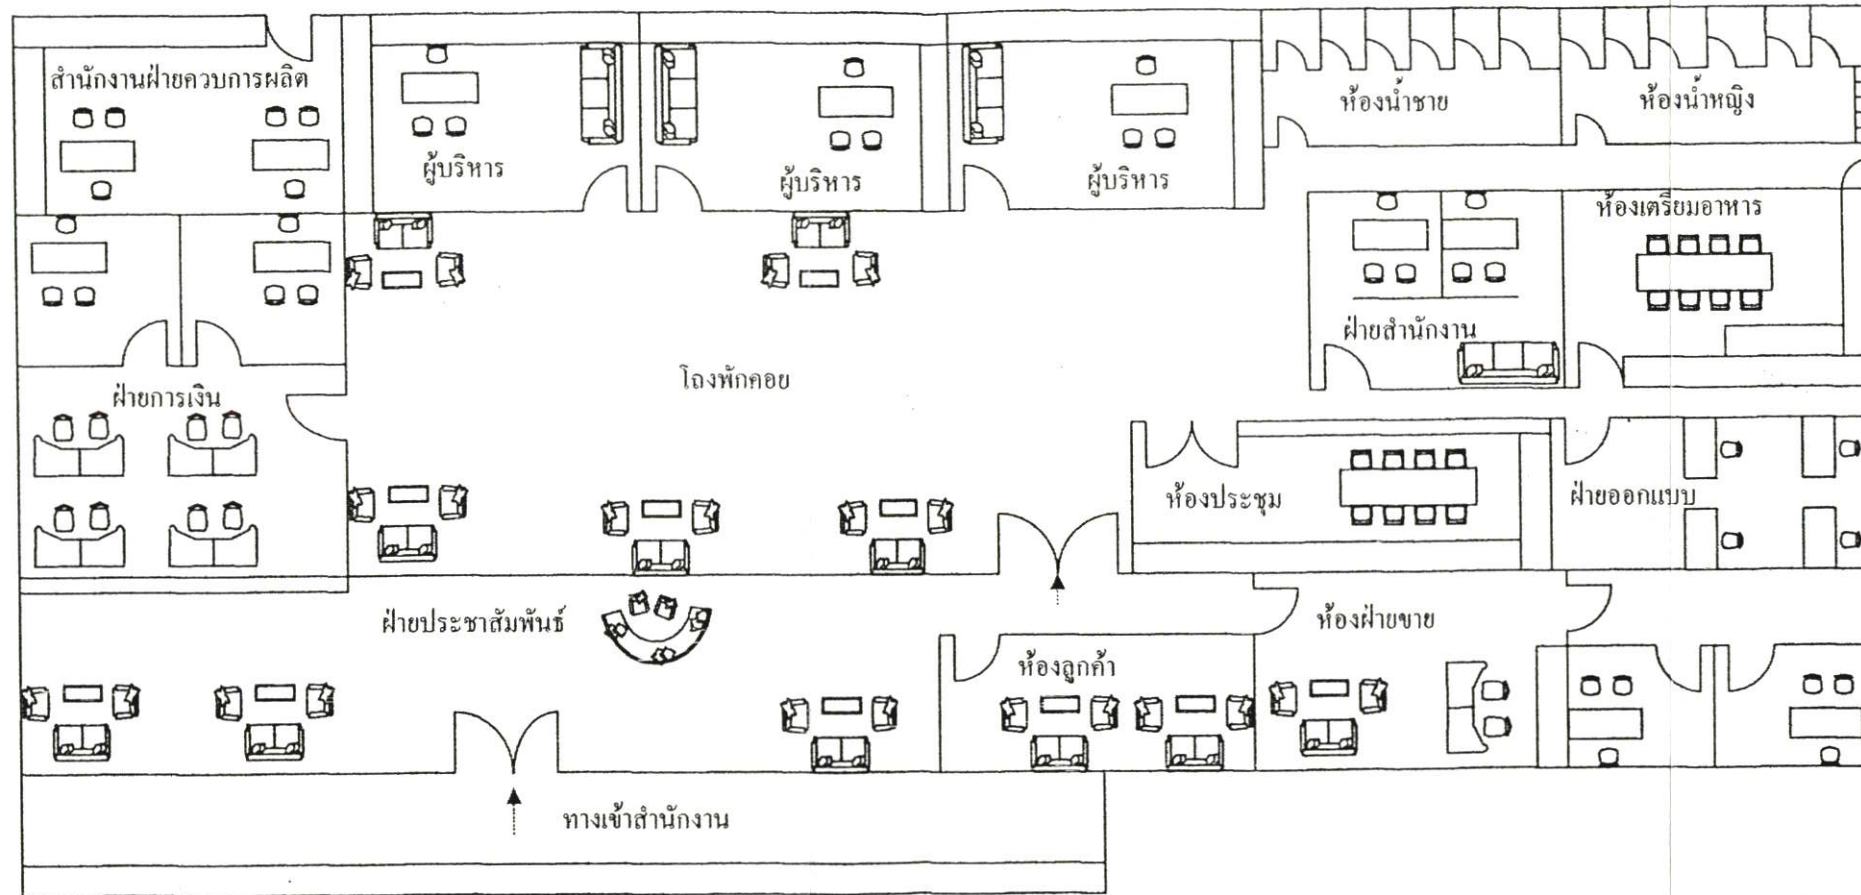 สำนักงานฝ่ายควบการผลิต
ห้องน้ำชาย
ห้องน้ำหญิง
ผู้บริหาร
ผู้บริหาร
ผู้บริหาร
ห้องเตรียมอาหาร
ฝ่ายสำนักงาน
โถงพักคอย
ฝ่ายการเงิน
ห้องประชุม
ฝ่ายออกแบบ
ฝ่ายประชาสัมพันธ์
ห้องฝ่ายขาย
ห้องลูกค้า
ทางเข้าสำนักงาน